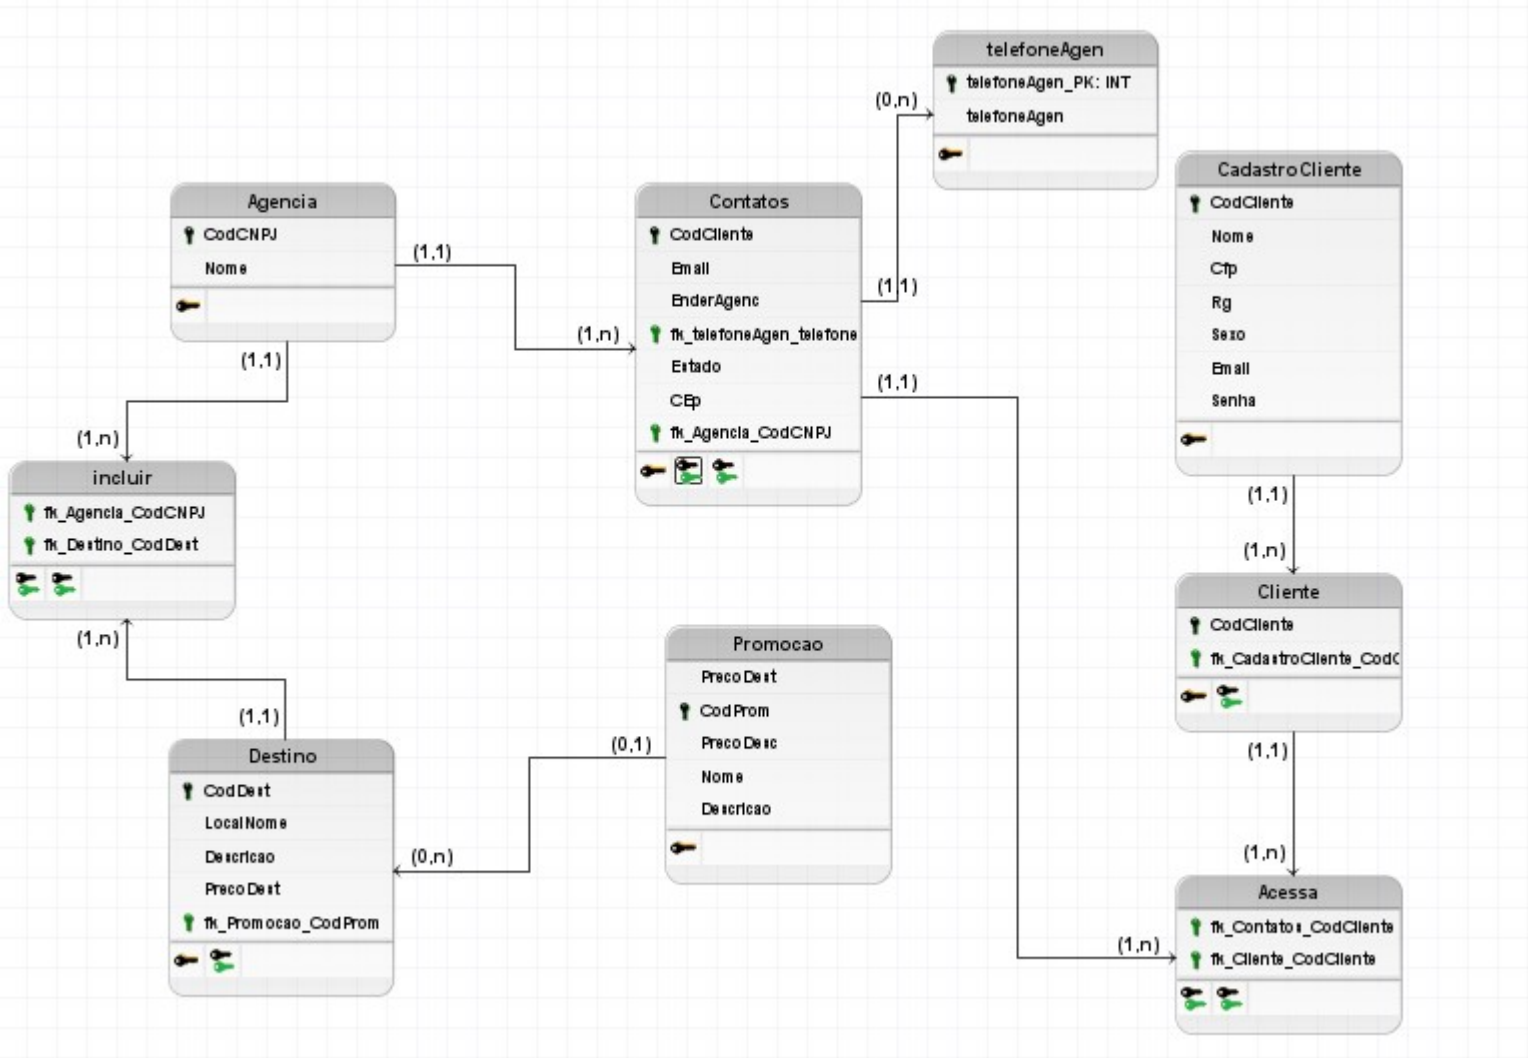 telefoneAgen
telefoneAgen_PK: INT
telefoneAgen
(0,n)
CadastroCliente
CodCliente
Nome
Cfp
Rg
Sexo
Email
Senha
Agencia
CodCNPJ
Nome
(1,1)
(1,n)
Contatos
CodCliente
Email
EnderAgenc
fk_telefoneAgen_telefone
Estado
CEp
fk_Agencia_CodCNPJ
(1,1)
(1,1)
(1,1)
(1,n)
incluir
fk_Agencia_CodCNPJ
fk_Destino_CodDest
(1,n)
(1,1)
(1,1)
(1,n)
Cliente
CodCliente
fk_CadastroCliente_CodC
Promocao
PrecoDest
CodProm
PrecoDesc
Nome
Descricao
(0,1)
(0,n)
Destino
CodDest
LocalNome
Descricao
PrecoDest
fk_Promocao_CodProm
(1,1)
(1,n)
(1,n)
Acessa
fk_Contatos_CodCliente
fk_Cliente_CodCliente